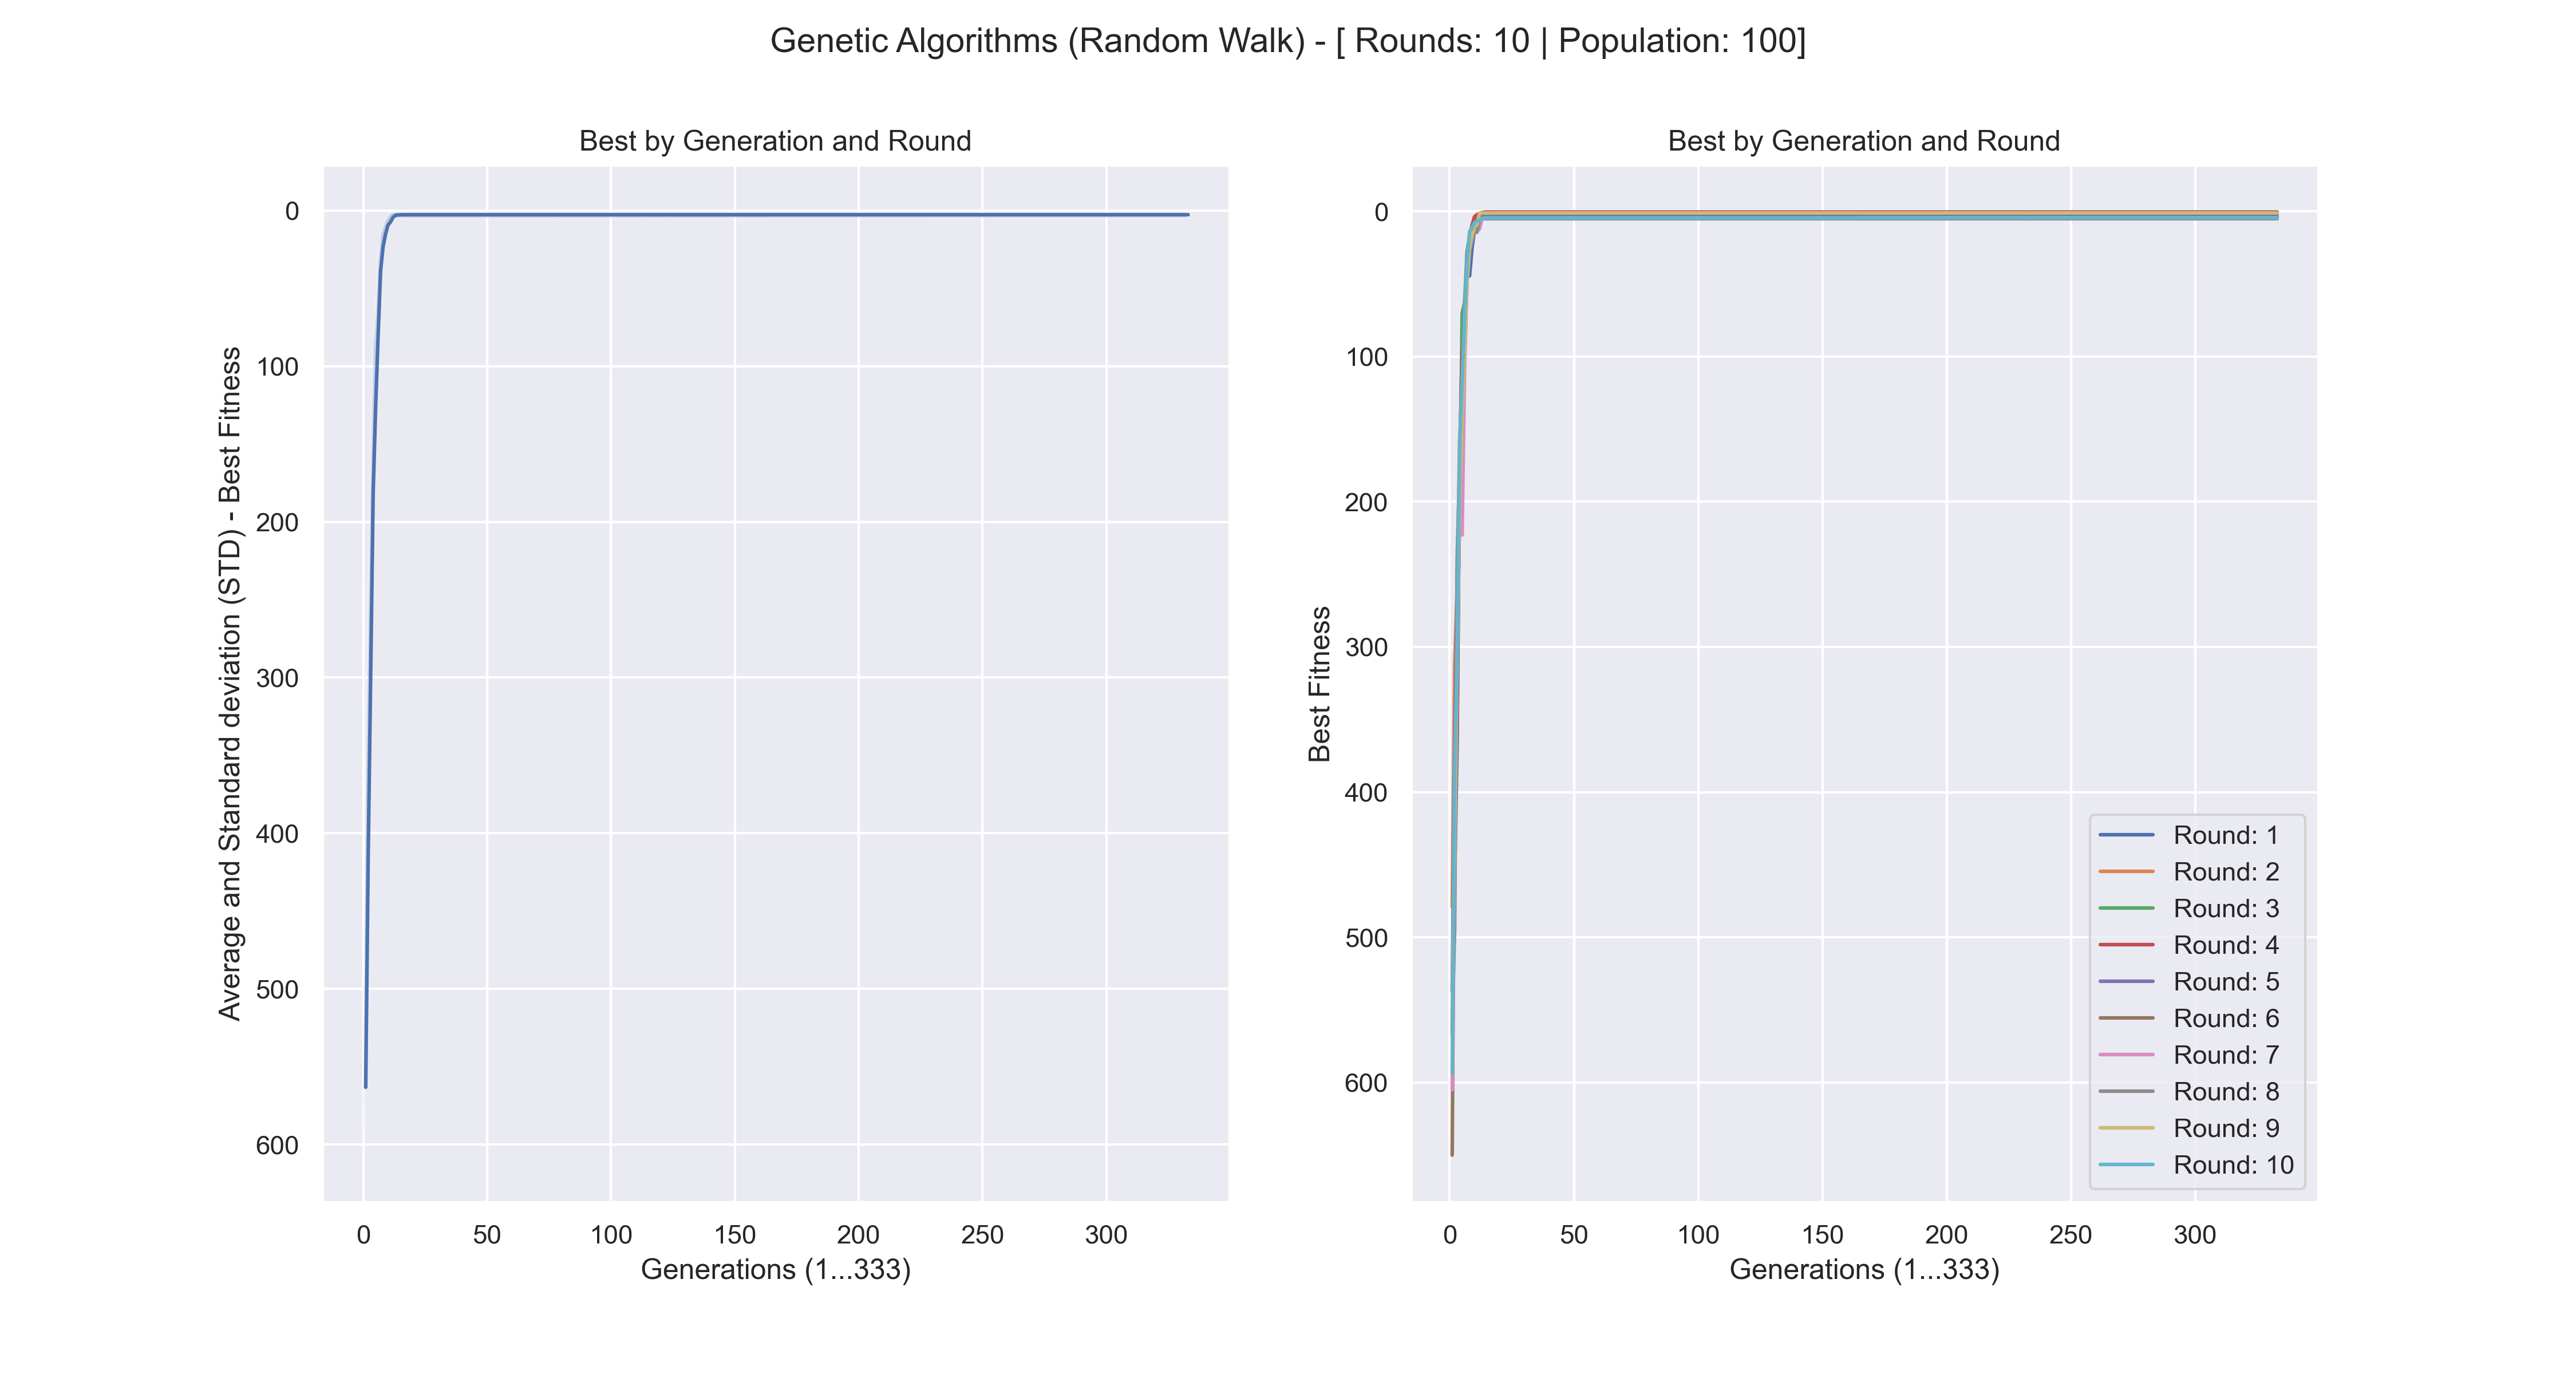 Genetic Algorithms (Random Walk) - [ Rounds: 10 | Population: 100]
Best by Generation and Round
Average and Standard deviation (STD) - Best Fitness
0
100
200
300
400
500
600
0 50 100 150 200 250 300
Generations (1...333)
Best by Generation and Round
Best Fitness
0
100
200
300
400
500
600
Round: 1
Round: 2
Round: 3
Round: 4
Round: 5
Round: 6
Round: 7
Round: 8
Round: 9
Round: 10
0 50 100 150 200 250 300
Generations (1...333)